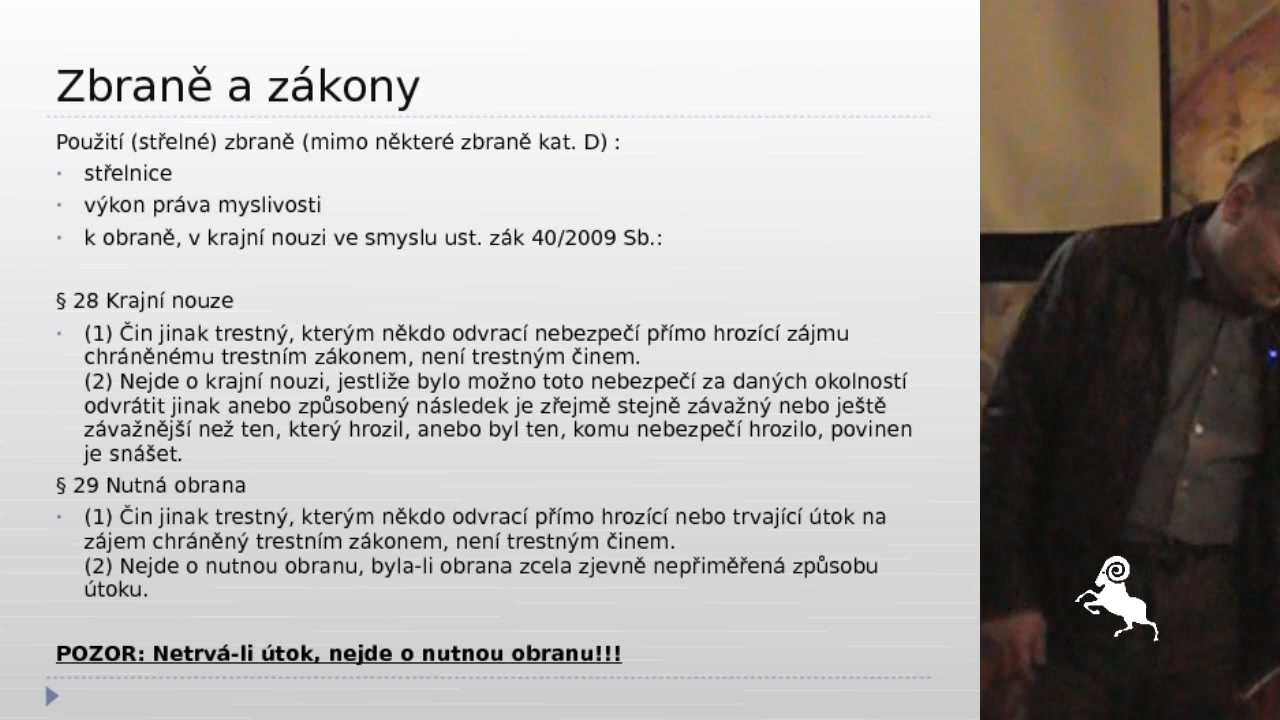 Zbraně a zákony
Použití (střelné) zbraně (mimo některé zbraně kat. D) :
střelnice
výkon práva myslivosti
k obraně, v krajní nouzi ve smyslu ust. zák 40/2009 Sb.:
§ 28 Krajní nouze
(1) Čin jinak trestný, kterým někdo odvrací nebezpečí přímo hrozící zájmu
chráněnému trestním zákonem, není trestným činem.
(2) Nejde o krajní nouzi, jestliže bylo možno toto nebezpečí za daných okolností
odvrátit jinak anebo způsobený následek je zřejmě stejně závažný nebo ještě
závažnější než ten, který hrozil, anebo byl ten, komu nebezpečí hrozilo, povinen
je snášet.
§ 29 Nutná obrana
(1) Čin jinak trestný, kterým někdo odvrací přímo hrozící nebo trvající útok na
zájem chráněný trestním zákonem, není trestným činem.
(2) Nejde o nutnou obranu, byla-li obrana zcela zjevně nepřiměřená způsobu
útoku.
POZOR: Netrvá-li útok, nejde o nutnou obranu!!!